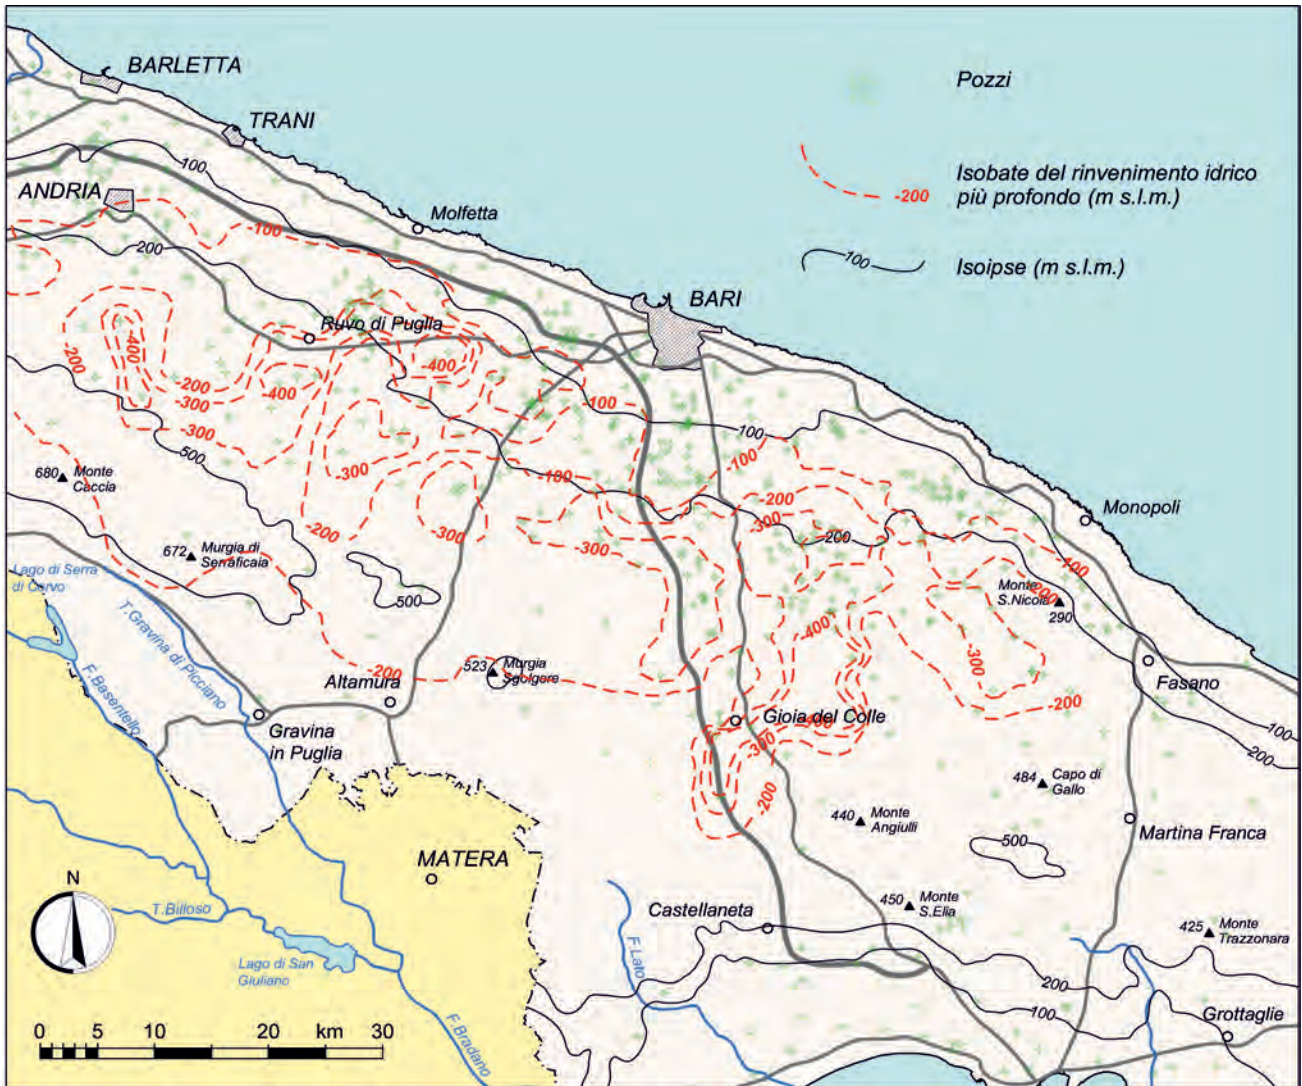 BARLETTA
TRANI
ANDRIA
Molfetta
BARI
Ruvo di Puglia
Pozzi
-200
Isobate del rinvenimento idrico
più profondo (m s.l.m.)
100
Isoipse (m s.l.m.)
100
-100
200
-400
-200
-200
-300
-300
-400
-400
-100
500
-300
-100
100
-100
680
Monte
Caccia
-200
-300
-300
-200
-300
200
Monopoli
-100
672
Murgia di
Serraficaia
500
Lago di Serra
di Corvo
T.Gravina di Picciano
F.Basentello
Monte
S.Nicola
-200
290
-400
-300
-200
523
Murgia
Sgolgore
-200
Altamura
Gravina
in Puglia
Gioia del Colle
-400
-300
-200
Fasano
100
200
484
Capo di
Gallo
440
Monte
Angiulli
Martina Franca
500
MATERA
N
T.Billoso
Lago di San
Giuliano
F.Bradano
Castellaneta
F.Lato
450
Monte
S.Elia
425
Monte
Trazzonara
200
100
Grottaglie
0 5 10 20 km 30